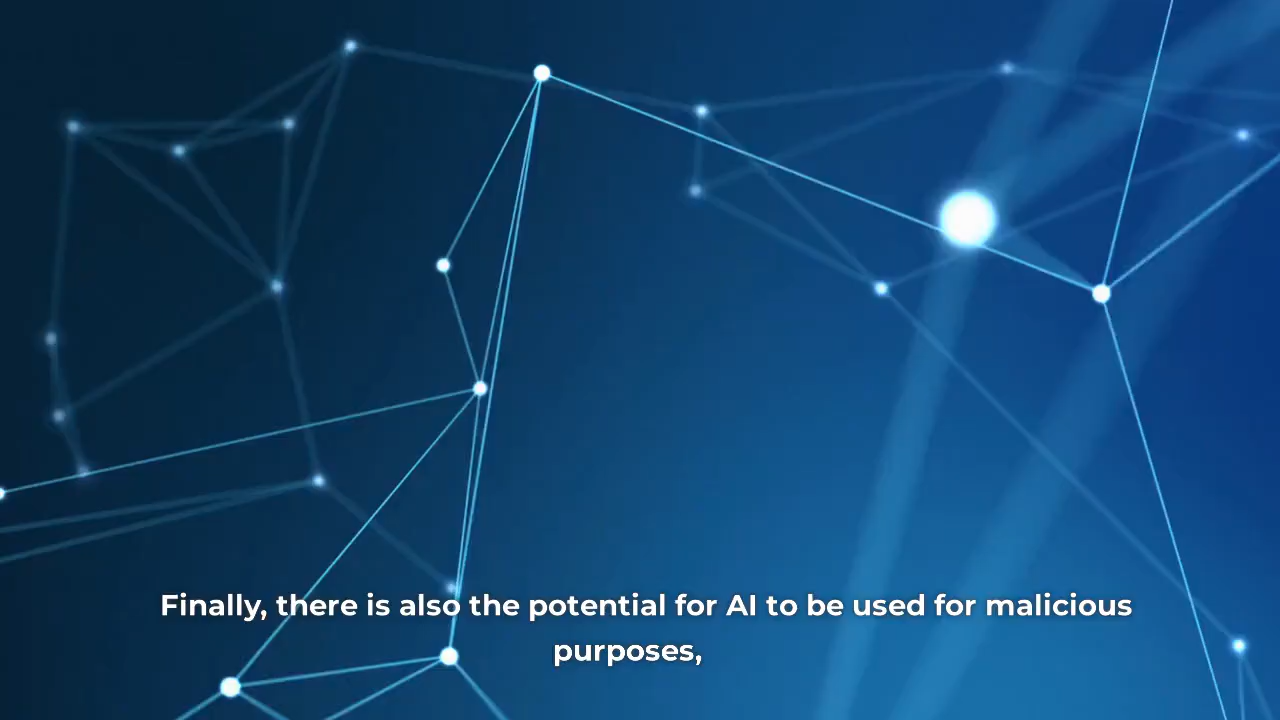 Finally, there is also the potential for AI to be used for malicious
purposes,